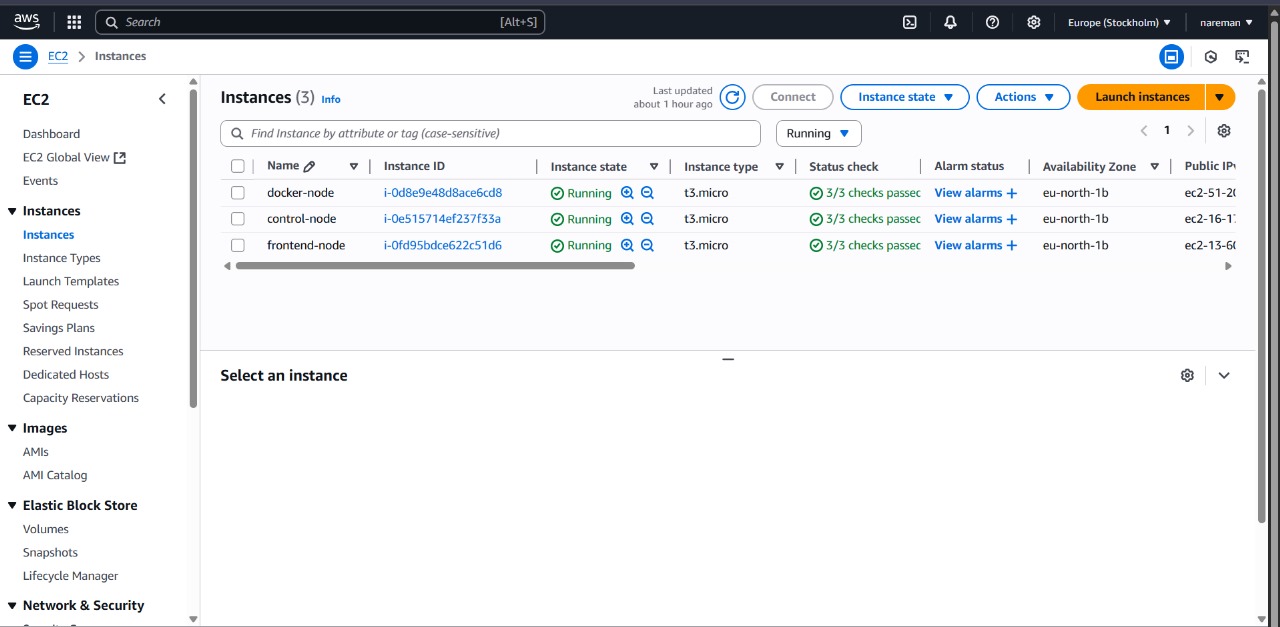 aws Search [Alt+S] Europe (Stockholm) nareman
EC2 Instances
EC2
Dashboard
EC2 Global View
Events
Instances
Instances
Instance Types
Launch Templates
Spot Requests
Savings Plans
Reserved Instances
Dedicated Hosts
Capacity Reservations
Images
AMIs
AMI Catalog
Elastic Block Store
Volumes
Snapshots
Lifecycle Manager
Network & Security
Instances (3) Info
Last updated
about 1 hour ago
Connect Instance state Actions Launch instances
Find Instance by attribute or tag (case-sensitive) Running 1
Name Instance ID Instance state Instance type Status check Alarm status Availability Zone Public IPv
docker-node i-0d8e9e48d8ace6cd8 Running t3.micro 3/3 checks passec View alarms + eu-north-1b ec2-51-20
control-node i-0e515714ef237f33a Running t3.micro 3/3 checks passec View alarms + eu-north-1b ec2-16-17
frontend-node i-0fd95bdce622c51d6 Running t3.micro 3/3 checks passec View alarms + eu-north-1b ec2-13-60
Select an instance